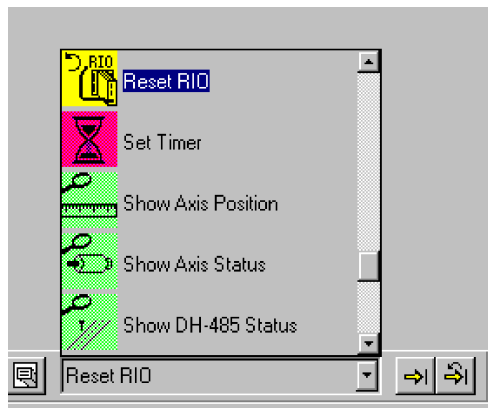 RIO
Reset RIO
Set Timer
Show Axis Position
Show Axis Status
Show DH-485 Status
Reset RIO